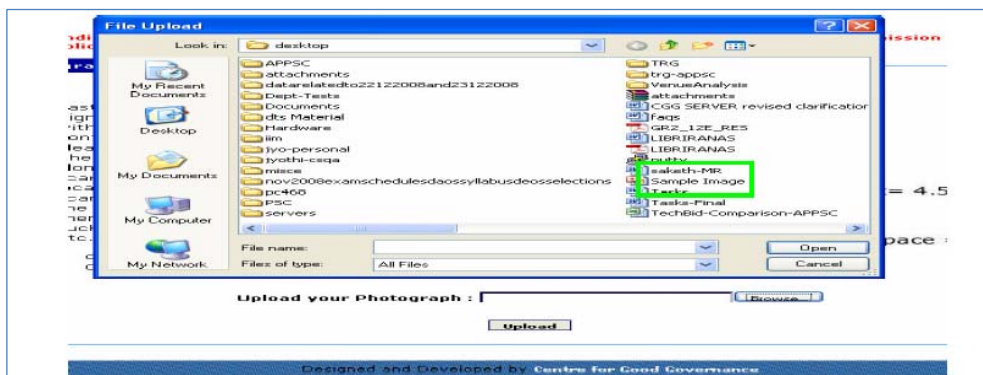 File Upload
ission
Look in: desktop
My Recent
Documents
Desktop
My Documents
My Computer
My Network
APPSC
attachments
datarelatedto22122008and23122008
Dept-Tests
Documents
dts Material
Hardware
iim
jyo-personal
jyothi-csqa
misce
nov2008examschedulesdaossyllabusdeosselections
pc468
PSC
servers
TRG
trg-appsc
VenueAnalysis
attachments
CGG SERVER revised clarification
faqs
GR2_12E_RES
LIBRIRANAS
LIBRIRANAS
putty
saketh-MR
Sample Image
Tasks
Tasks-Final
TechBid-Comparison-APPSC
= 4.5
pace
File name: Open
Files of type: All Files Cancel
Upload your Photograph : Browse...
Upload
Designed and Developed by Centre for Good Governance